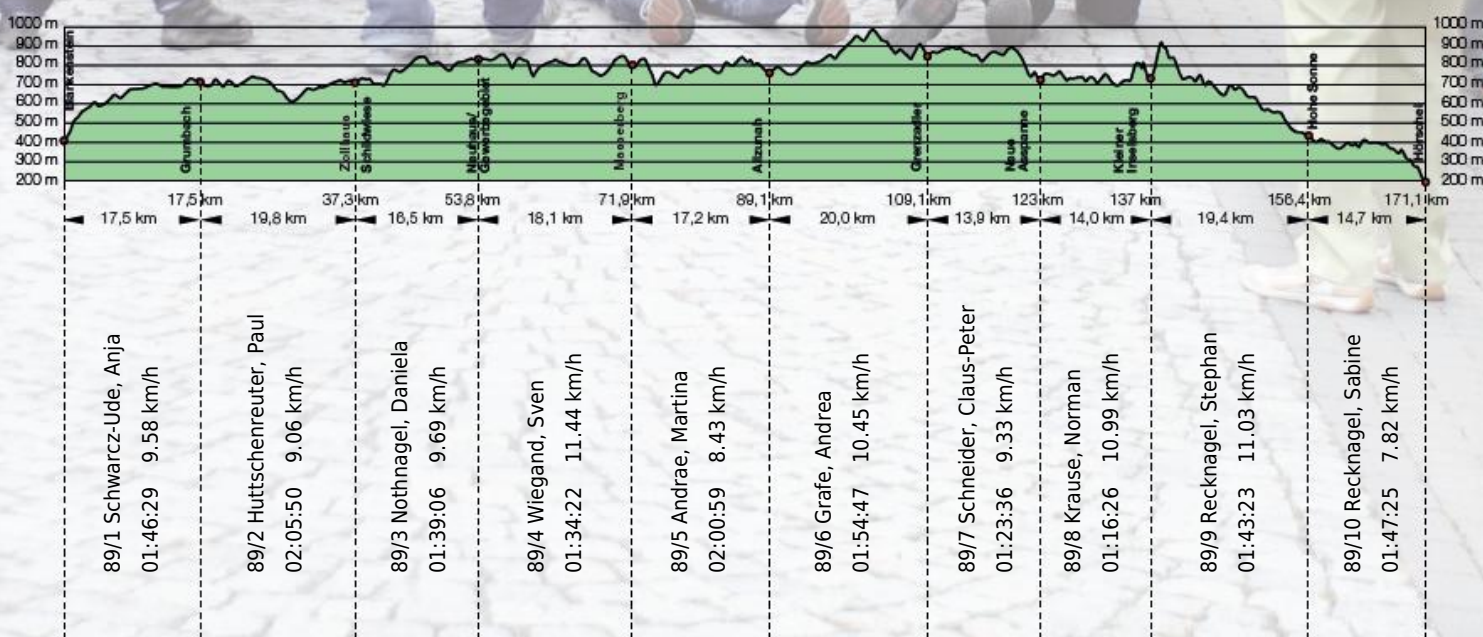 1000 m
900 m
800 m
700 m
600 m
500 m
400 m
300 m
200 m
1000 m
900 m
800 m
700 m
600 m
500 m
400 m
300 m
200 m
Blankenstein
Grumbach
Zollhaus
Schildwiese
Neuhaus/
Masserberg
Allzunah
Grenzadler
Neue
Ausspanne
Kleiner
Inselsberg
Hohe Sonne
Hörschel
17,5 km
37,3 km
53,8 km
71,9 km
89,1 km
109,1 km
123 km
137 km
156,4 km
171,1 km
17,5 km
19,8 km
16,5 km
18,1 km
17,2 km
20,0 km
13,9 km
14,0 km
19,4 km
14,7 km
89/1 Schwarcz-Ude, Anja
01:46:29 9.58 km/h
89/2 Huttschenreuter, Paul
02:05:50 9.06 km/h
89/3 Nothnagel, Daniela
01:39:06 9.69 km/h
89/4 Wiegand, Sven
01:34:22 11.44 km/h
89/5 Andrae, Martina
02:00:59 8.43 km/h
89/6 Grafe, Andrea
01:54:47 10.45 km/h
89/7 Schneider, Claus-Peter
01:23:36 9.33 km/h
89/8 Krause, Norman
01:16:26 10.99 km/h
89/9 Recknagel, Stephan
01:43:23 11.03 km/h
89/10 Recknagel, Sabine
01:47:25 7.82 km/h